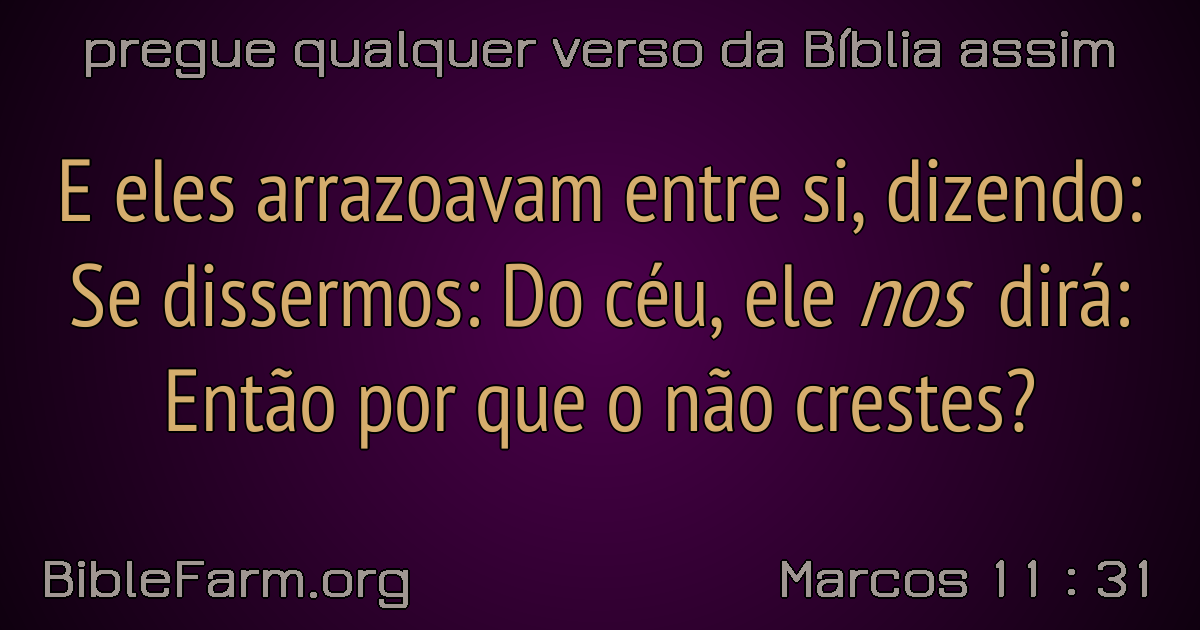 pregue qualquer verso da Bíblia assim
E eles arrazoavam entre si, dizendo:
Se dissermos: Do céu, ele nos dirá:
Então por que o não crestes?
BibleFarm.org
Marcos 11 : 31